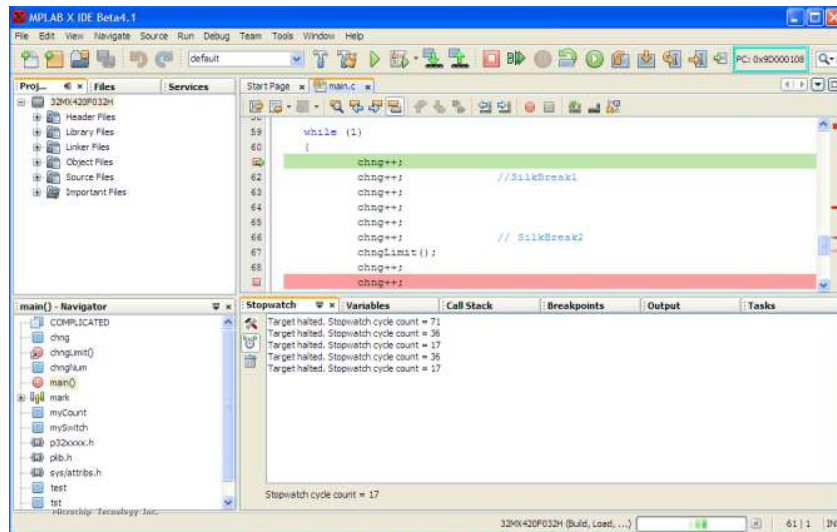 MPLAB X IDE Beta4.1
File Edit View Navigate Source Run Debug Team Tools Window Help
default
PC: 0x9D000108
Proj... Files Services
Start Page main.c
32MX420F032H
Header Files
Library Files
Linker Files
Object Files
Source Files
Important Files
59 while (1)
60 {
chng++;
62 chng++; //SilkBreak1
63 chng++;
64 chng++;
65 chng++;
66 chng++; // SilkBreak2
67 chngLimit();
68 chng++;
chng++;
main() - Navigator
COMPLICATED
chng
chngLimit()
chngNum
main()
mark
myCount
mySwitch
p32xxxx.h
plib.h
sys/attribs.h
test
tst
Microchip Tecnology Inc.
Stopwatch Variables Call Stack Breakpoints Output Tasks
Target halted. Stopwatch cycle count = 71
Target halted. Stopwatch cycle count = 36
Target halted. Stopwatch cycle count = 17
Target halted. Stopwatch cycle count = 36
Target halted. Stopwatch cycle count = 17
Stopwatch cycle count = 17
32MX420F032H (Build, Load, ...)
61 | 1